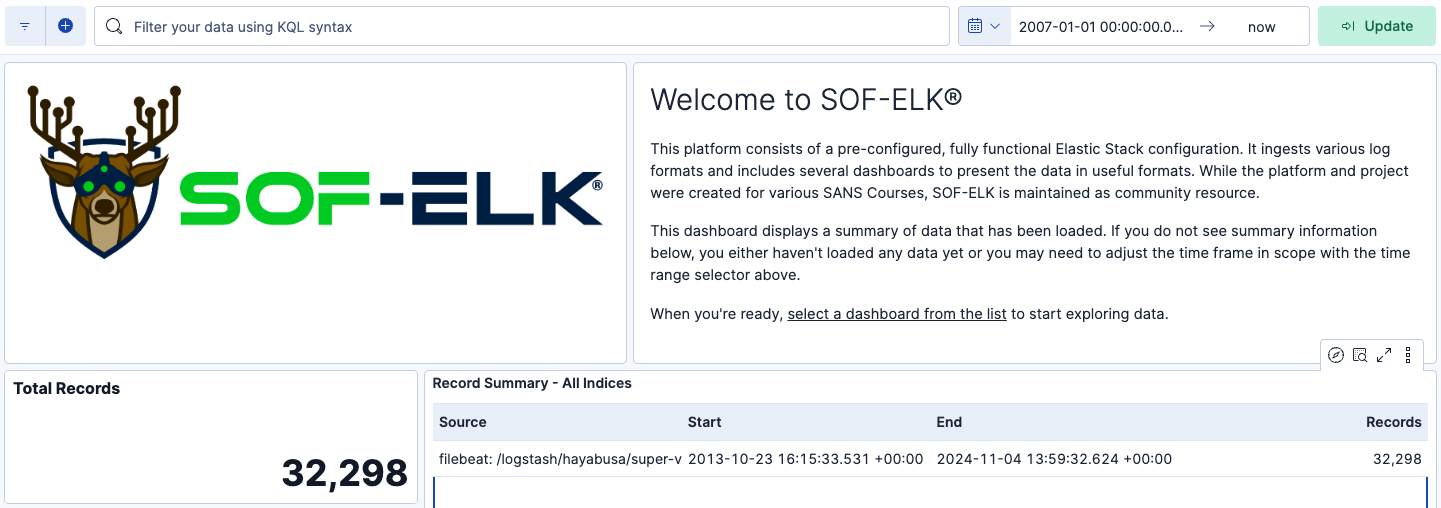 Filter your data using KQL syntax
2007-01-01 00:00:00.0... → now
Update
SOF-ELK®
Welcome to SOF-ELK®
This platform consists of a pre-configured, fully functional Elastic Stack configuration. It ingests various log
formats and includes several dashboards to present the data in useful formats. While the platform and project
were created for various SANS Courses, SOF-ELK is maintained as community resource.
This dashboard displays a summary of data that has been loaded. If you do not see summary information
below, you either haven't loaded any data yet or you may need to adjust the time frame in scope with the time
range selector above.
When you're ready, select a dashboard from the list to start exploring data.
Total Records
32,298
Record Summary - All Indices
Source Start End Records
filebeat: /logstash/hayabusa/super-v 2013-10-23 16:15:33.531 +00:00 2024-11-04 13:59:32.624 +00:00 32,298